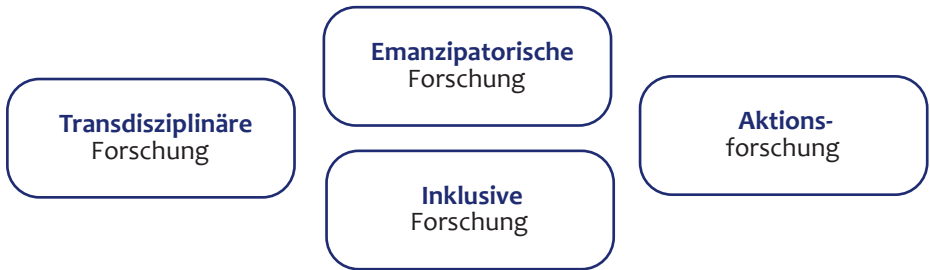 Emanzipatorische
Forschung
Transdisziplinäre
Forschung
Aktions-
forschung
Inklusive
Forschung